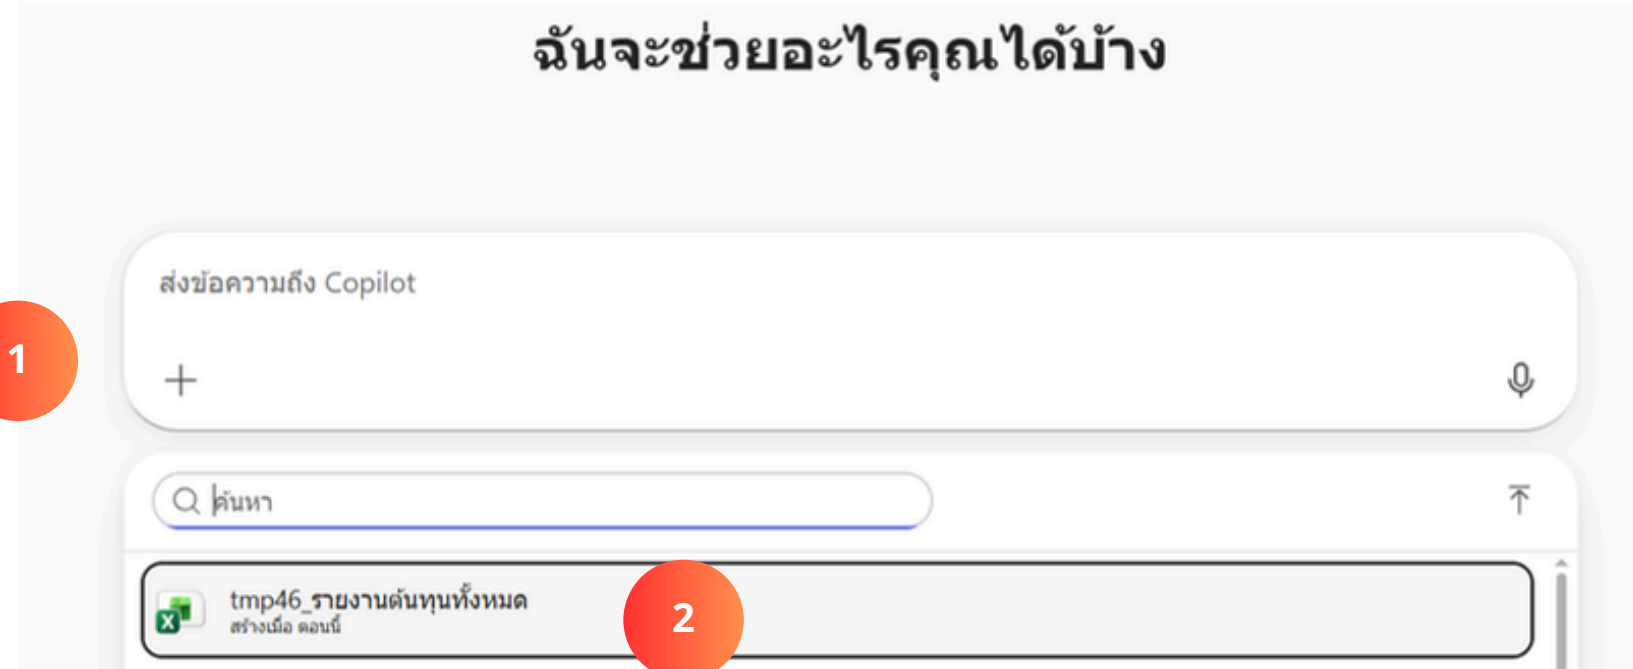 ฉันจะช่วยอะไรคุณได้บ้าง
ส่งข้อความถึง Copilot
1
ค้นหา
tmp46_รายงานต้นทุนทั้งหมด
สร้างเมื่อ ตอนนี้
2